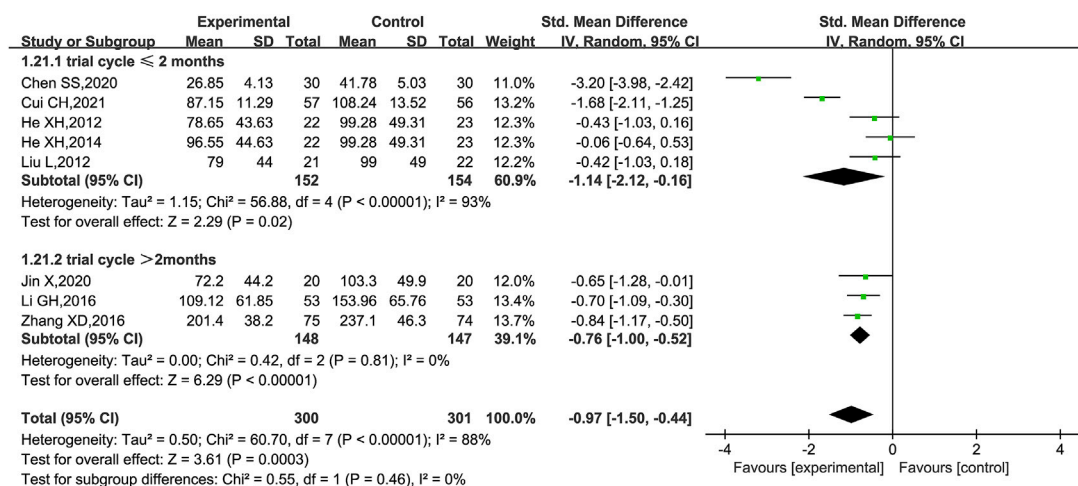 Experimental Control Std. Mean Difference Std. Mean Difference
Study or Subgroup Mean SD Total Mean SD Total Weight IV, Random, 95% CI IV, Random, 95% CI
1.21.1 trial cycle ⩽ 2 months
Chen SS,2020 26.85 4.13 30 41.78 5.03 30 11.0% -3.20 [-3.98, -2.42]
Cui CH,2021 87.15 11.29 57 108.24 13.52 56 13.2% -1.68 [-2.11, -1.25]
He XH,2012 78.65 43.63 22 99.28 49.31 23 12.3% -0.43 [-1.03, 0.16]
He XH,2014 96.55 44.63 22 99.28 49.31 23 12.3% -0.06 [-0.64, 0.53]
Liu L,2012 79 44 21 99 49 22 12.2% -0.42 [-1.03, 0.18]
Subtotal (95% CI) 152 154 60.9% -1.14 [-2.12, -0.16]
Heterogeneity: Tau² = 1.15; Chi² = 56.88, df = 4 (P < 0.00001); I² = 93%
Test for overall effect: Z = 2.29 (P = 0.02)
1.21.2 trial cycle >2months
Jin X,2020 72.2 44.2 20 103.3 49.9 20 12.0% -0.65 [-1.28, -0.01]
Li GH,2016 109.12 61.85 53 153.96 65.76 53 13.4% -0.70 [-1.09, -0.30]
Zhang XD,2016 201.4 38.2 75 237.1 46.3 74 13.7% -0.84 [-1.17, -0.50]
Subtotal (95% CI) 148 147 39.1% -0.76 [-1.00, -0.52]
Heterogeneity: Tau² = 0.00; Chi² = 0.42, df = 2 (P = 0.81); I² = 0%
Test for overall effect: Z = 6.29 (P < 0.00001)
Total (95% CI) 300 301 100.0% -0.97 [-1.50, -0.44]
Heterogeneity: Tau² = 0.50; Chi² = 60.70, df = 7 (P < 0.00001); I² = 88%
Test for overall effect: Z = 3.61 (P = 0.0003)
Test for subgroup differences: Chi² = 0.55, df = 1 (P = 0.46), I² = 0%
-4 -2 0 2 4
Favours [experimental] Favours [control]